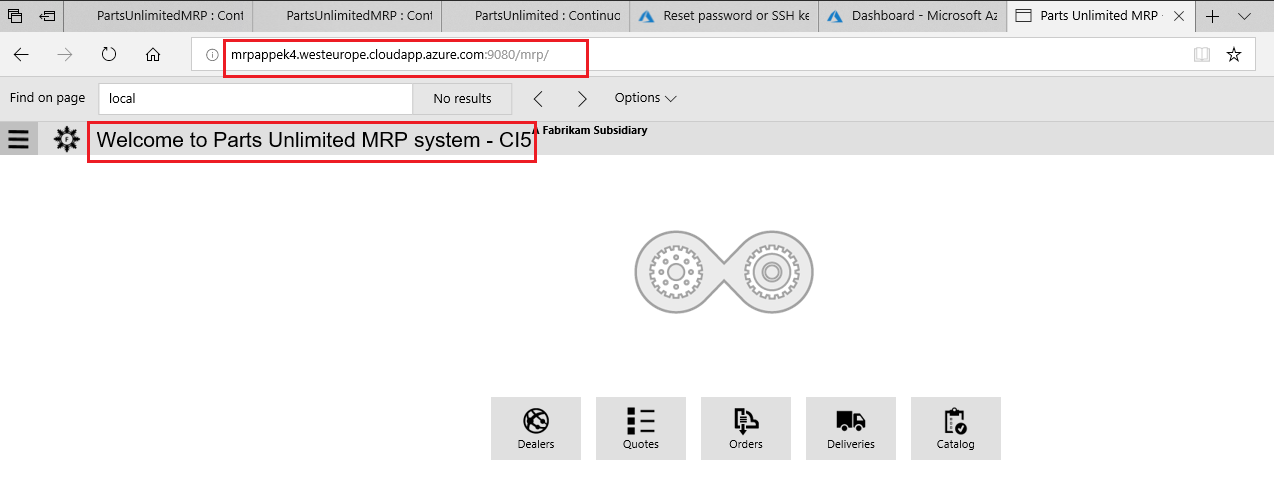 PartsUnlimitedMRP : Cont
PartsUnlimitedMRP : Cont
PartsUnlimited : Continuo
Reset password or SSH ke
Dashboard - Microsoft Az
Parts Unlimited MRP
mrpappek4.westeurope.cloudapp.azure.com:9080/mrp/
Find on page
local
No results
Options
F
Welcome to Parts Unlimited MRP system - CI5
A Fabrikam Subsidiary
Dealers
Quotes
Orders
Deliveries
Catalog